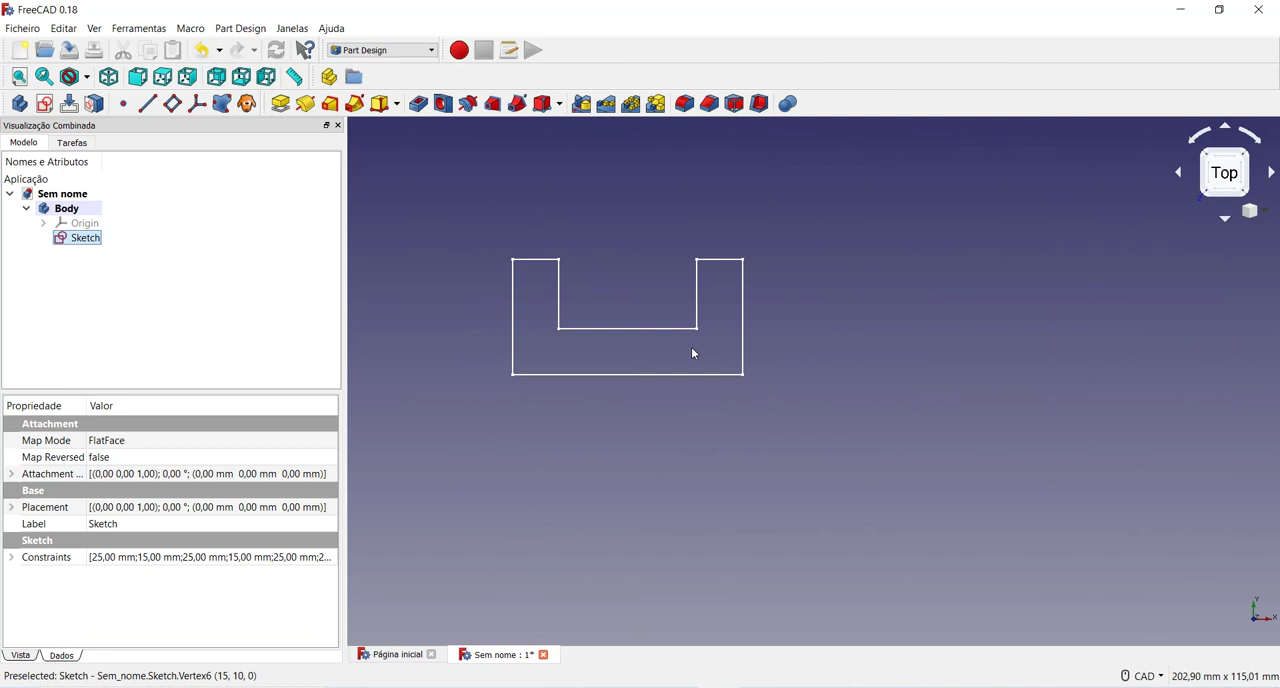 FreeCAD 0.18
Ficheiro Editar Ver Ferramentas Macro Part Design Janelas Ajuda
Part Design
Visualização Combinada
Modelo Tarefas
Nomes e Atributos
Aplicação
Sem nome
Body
Origin
Sketch
Top
Propriedade Valor
Attachment
Map Mode FlatFace
Map Reversed false
Attachment ... [(0,00 0,00 1,00); 0,00 °; (0,00 mm 0,00 mm 0,00 mm)]
Base
Placement [(0,00 0,00 1,00); 0,00 °; (0,00 mm 0,00 mm 0,00 mm)]
Label Sketch
Sketch
Constraints [25,00 mm;15,00 mm;25,00 mm;15,00 mm;25,00 mm;2...
Y
X
Vista Dados
Página inicial Sem nome : 1*
Preselected: Sketch - Sem_nome.Sketch.Vertex6 (15, 10, 0) CAD 202,90 mm x 115,01 mm